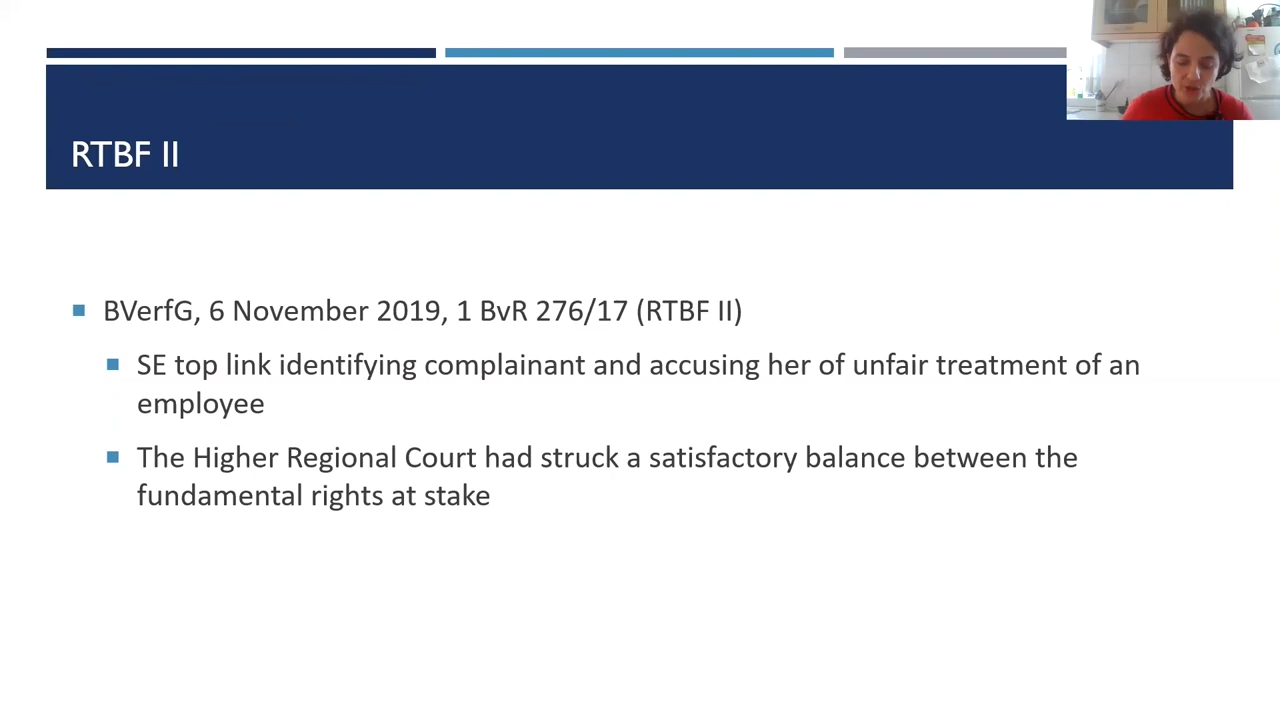 RTBF II
BVerfG, 6 November 2019, 1 BvR 276/17 (RTBF II)
SE top link identifying complainant and accusing her of unfair treatment of an
employee
The Higher Regional Court had struck a satisfactory balance between the
fundamental rights at stake